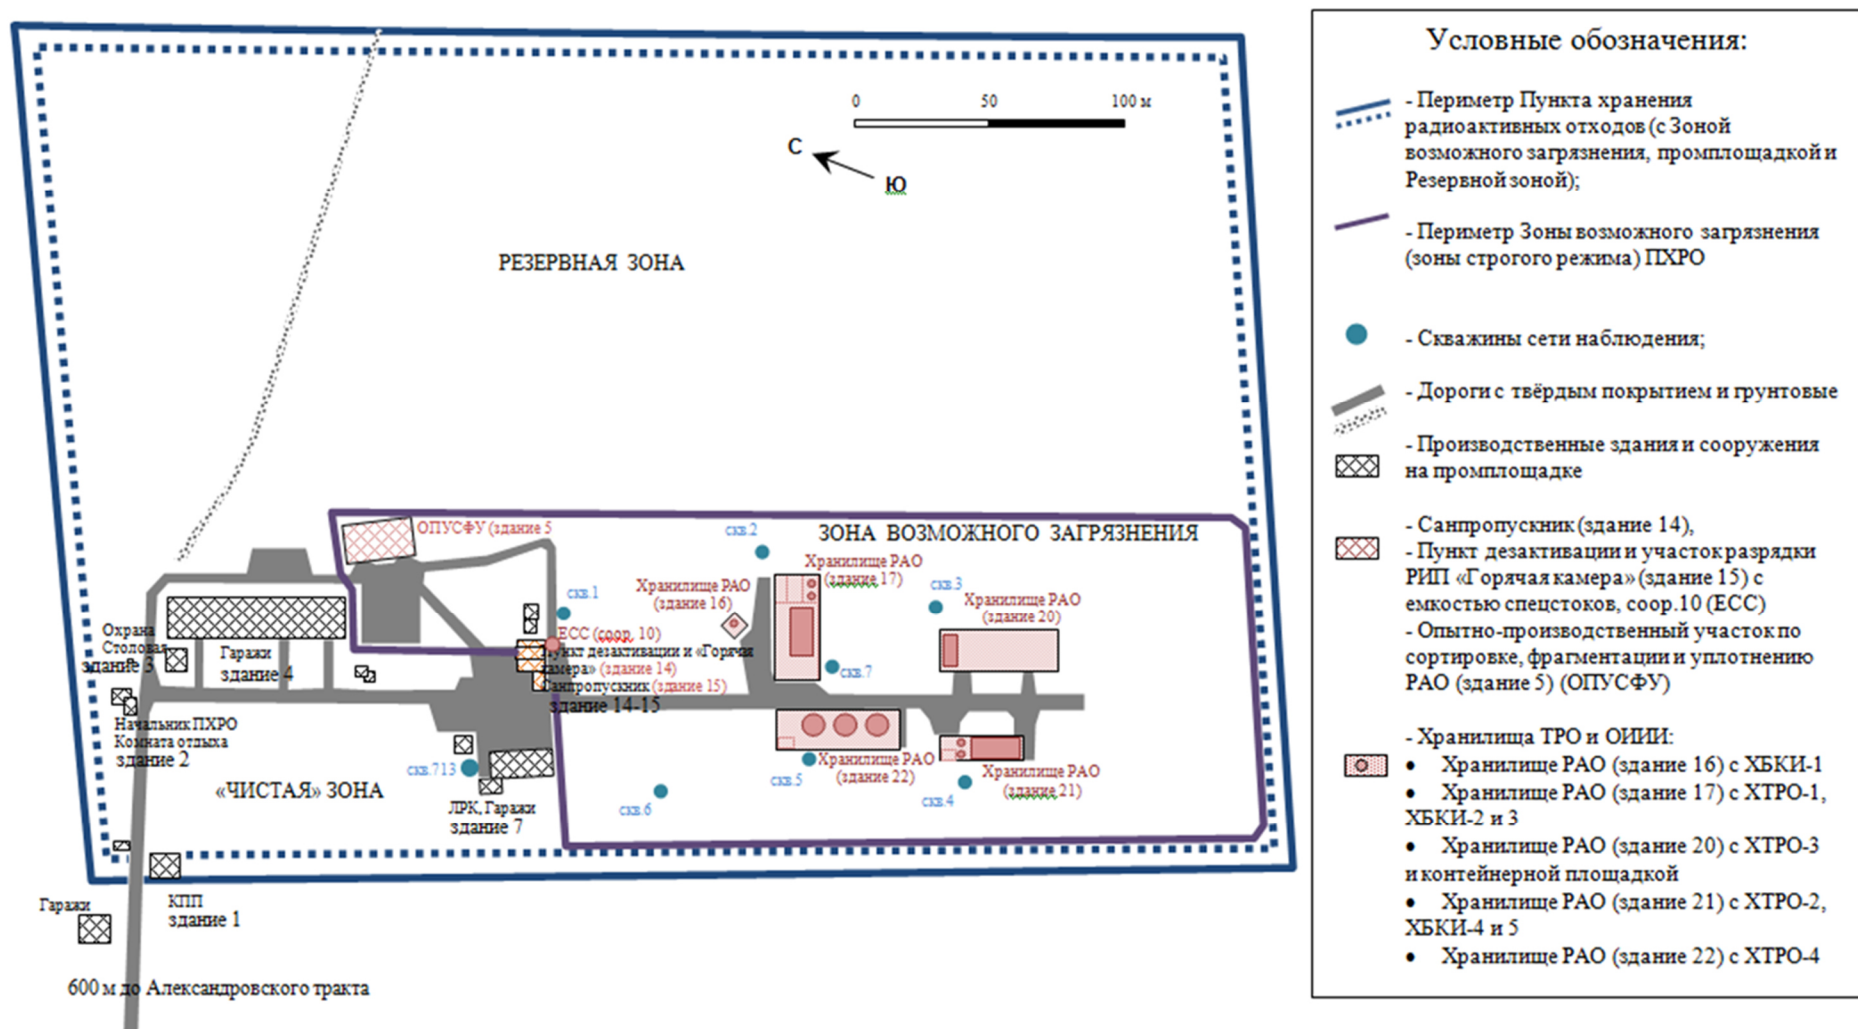 0 50 100 м
С
Ю
РЕЗЕРВНАЯ ЗОНА
ОПУСФУ (здание 5
скв.2
ЗОНА ВОЗМОЖНОГО ЗАГРЯЗНЕНИЯ
Хранилище РАО
(здание 17)
скв.1
Хранилище РАО
(здание 16)
скв.3
Хранилище РАО
(здание 20)
Охрана
Столовая
здание 3
Гаражи
здание 4
ЕСС (соор. 10)
Пункт дезактивации и «Горячая
камера» (здание 14)
Санпропускник (здание 15)
здание 14-15
скв.7
Начальник ПХРО
Комната отдыха
здание 2
скв.713
«ЧИСТАЯ» ЗОНА
ЛРК, Гаражи
здание 7
скв.6
скв.5
Хранилище РАО
(здание 22)
скв.4
Хранилище РАО
(здание 21)
Гаражи
КПП
здание 1
600 м до Александровского тракта
Условные обозначения:
- Периметр Пункта хранения
радиоактивных отходов (с Зоной
возможного загрязнения, промплощадкой и
Резервной зоной);
- Периметр Зоны возможного загрязнения
(зоны строгого режима) ПХРО
- Скважины сети наблюдения;
- Дороги с твёрдым покрытием и грунтовые
- Производственные здания и сооружения
на промплощадке
- Санпропускник (здание 14),
- Пункт дезактивации и участок разрядки
РИП «Горячая камера» (здание 15) с
емкостью спецстоков, соор.10 (ЕСС)
- Опытно-производственный участок по
сортировке, фрагментации и уплотнению
РАО (здание 5) (ОПУСФУ)
- Хранилища ТРО и ОИИИ:
• Хранилище РАО (здание 16) с ХБКИ-1
• Хранилище РАО (здание 17) с ХТРО-1,
ХБКИ-2 и 3
• Хранилище РАО (здание 20) с ХТРО-3
и контейнерной площадкой
• Хранилище РАО (здание 21) с ХТРО-2,
ХБКИ-4 и 5
• Хранилище РАО (здание 22) с ХТРО-4